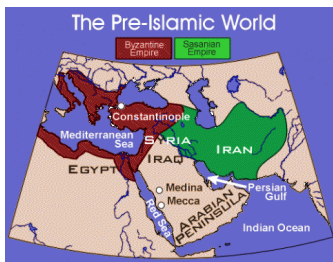 The Pre-Islamic World
Byzantine
Empire
Sasanian
Empire
Constantinople
Mediterranean
Sea
SYRIA
IRAQ
IRAN
EGYPT
Medina
Mecca
Red Sea
Persian
Gulf
ARABIAN
PENINSULA
Indian Ocean